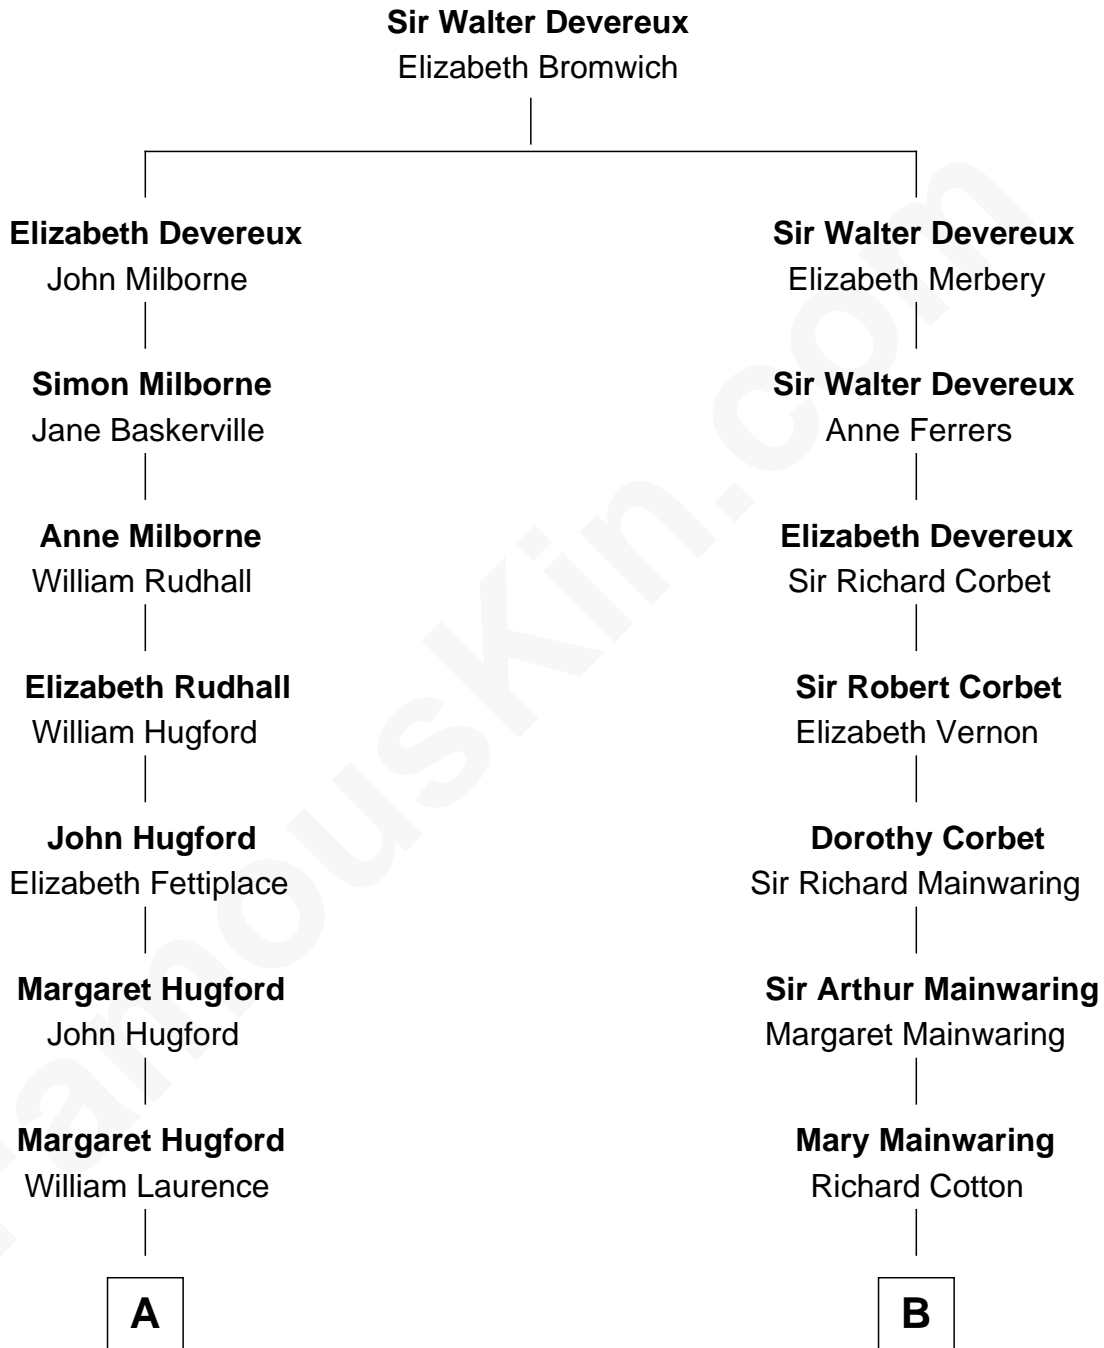 Sir Walter Devereux
Elizabeth Bromwich
Elizabeth Devereux
John Milborne
Simon Milborne
Jane Baskerville
Anne Milborne
William Rudhall
Elizabeth Rudhall
William Hugford
John Hugford
Elizabeth Fettiplace
Margaret Hugford
John Hugford
Margaret Hugford
William Laurence
A
Sir Walter Devereux
Elizabeth Merbery
Sir Walter Devereux
Anne Ferrers
Elizabeth Devereux
Sir Richard Corbet
Sir Robert Corbet
Elizabeth Vernon
Dorothy Corbet
Sir Richard Mainwaring
Sir Arthur Mainwaring
Margaret Mainwaring
Mary Mainwaring
Richard Cotton
B
FamousKin.com